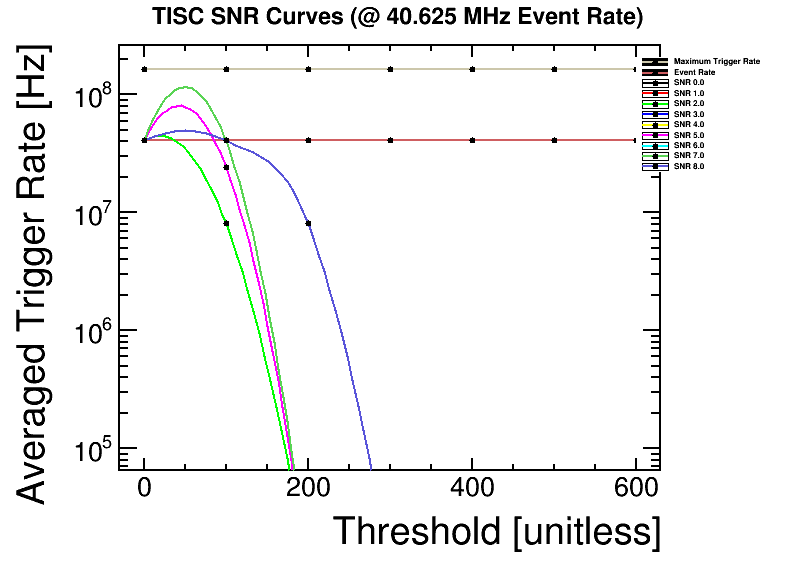 TISC SNR Curves (@ 40.625 MHz Event Rate)
Averaged Trigger Rate [Hz]
10^8
10^7
10^6
10^5
0 200 400 600
Threshold [unitless]
Maximum Trigger Rate
Event Rate
SNR 0.0
SNR 1.0
SNR 2.0
SNR 3.0
SNR 4.0
SNR 5.0
SNR 6.0
SNR 7.0
SNR 8.0